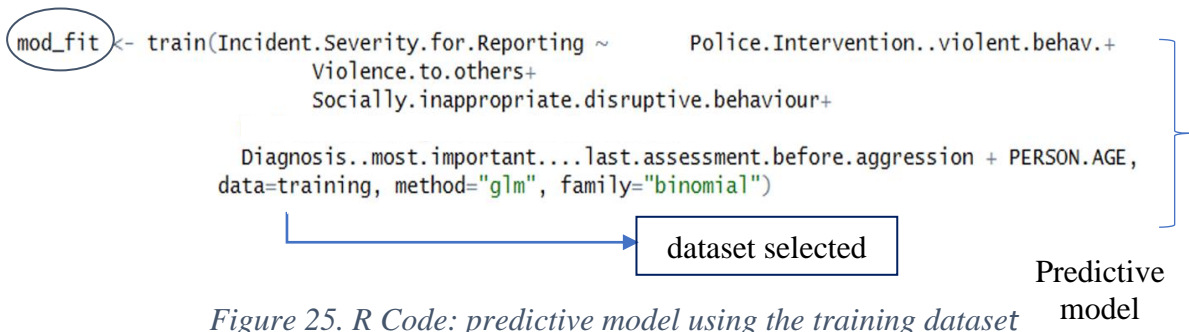 mod_fit <- train(Incident.Severity.for.Reporting ~ Police.Intervention..violent.behav.+
Violence.to.others+
Socially.inappropriate.disruptive.behaviour+
Diagnosis..most.important....last.assessment.before.aggression + PERSON.AGE,
data=training, method="glm", family="binomial")
dataset selected
Predictive
model
Figure 25. R Code: predictive model using the training dataset